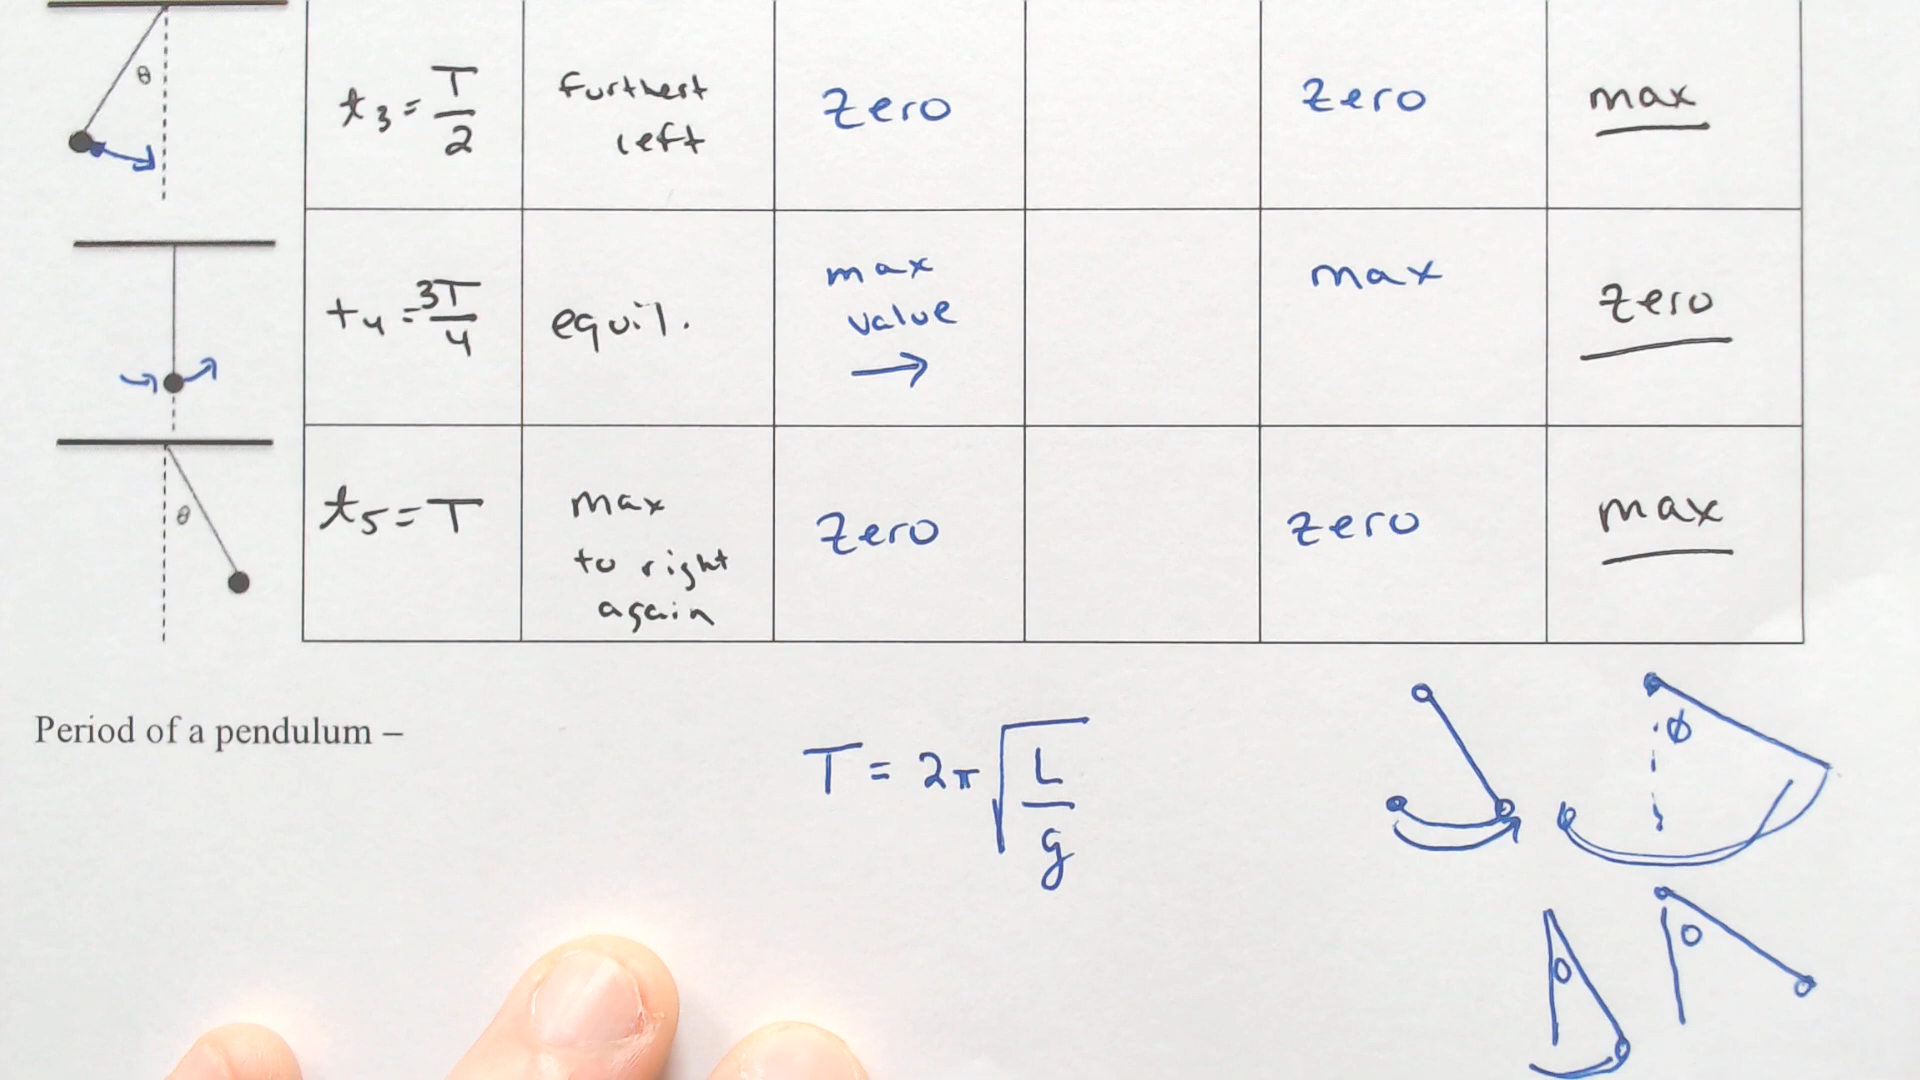 θ
t₃ = T/2
furthest
left
zero
zero
max
t₄ = 3T/4
equil.
max
value
→
max
zero
θ
t₅ = T
max
to right
again
zero
zero
max
Period of a pendulum –
T = 2π√(L/g)